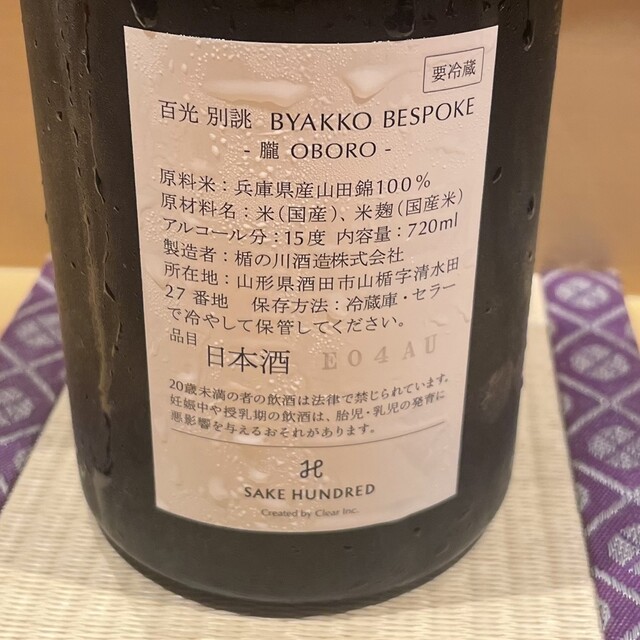 要冷蔵
百光 別誂 BYAKKO BESPOKE
- 朧 OBORO -
原料米：兵庫県産山田錦100%
原材料名：米（国産）、米麹（国産米）
アルコール分：15度 内容量：720ml
製造者：楯の川酒造株式会社
所在地：山形県酒田市山楯字清水田
27番地 保存方法：冷蔵庫・セラー
で冷やして保管してください。
品目 日本酒 E04AU
20歳未満の者の飲酒は法律で禁じられています。
妊娠中や授乳期の飲酒は、胎児・乳児の発育に
悪影響を与えるおそれがあります。
SAKE HUNDRED
Created by Clear Inc.